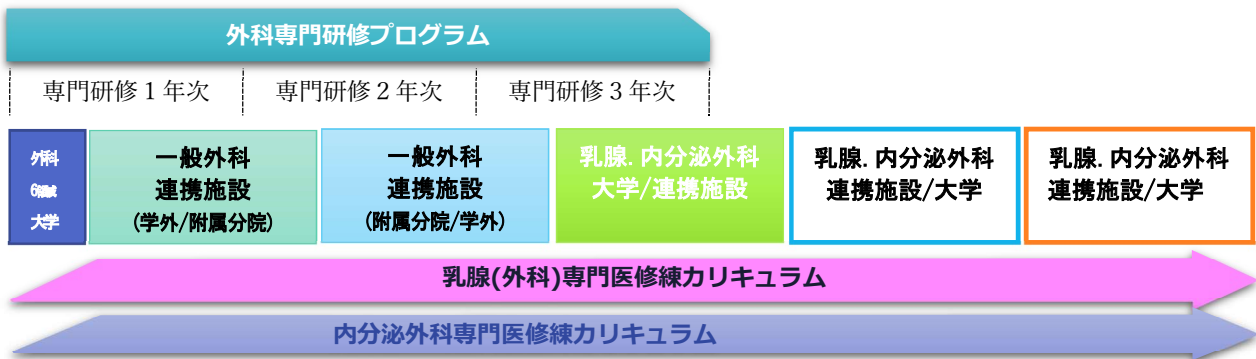 外科専門研修プログラム
専門研修1年次
専門研修2年次
専門研修3年次
外科
大学
一般外科
連携施設
(学外/附属分院)
一般外科
連携施設
(附属分院/学外)
乳腺.内分泌外科
大学/連携施設
乳腺.内分泌外科
連携施設/大学
乳腺.内分泌外科
連携施設/大学
乳腺(外科)専門医修練カリキュラム
内分泌外科専門医修練カリキュラム